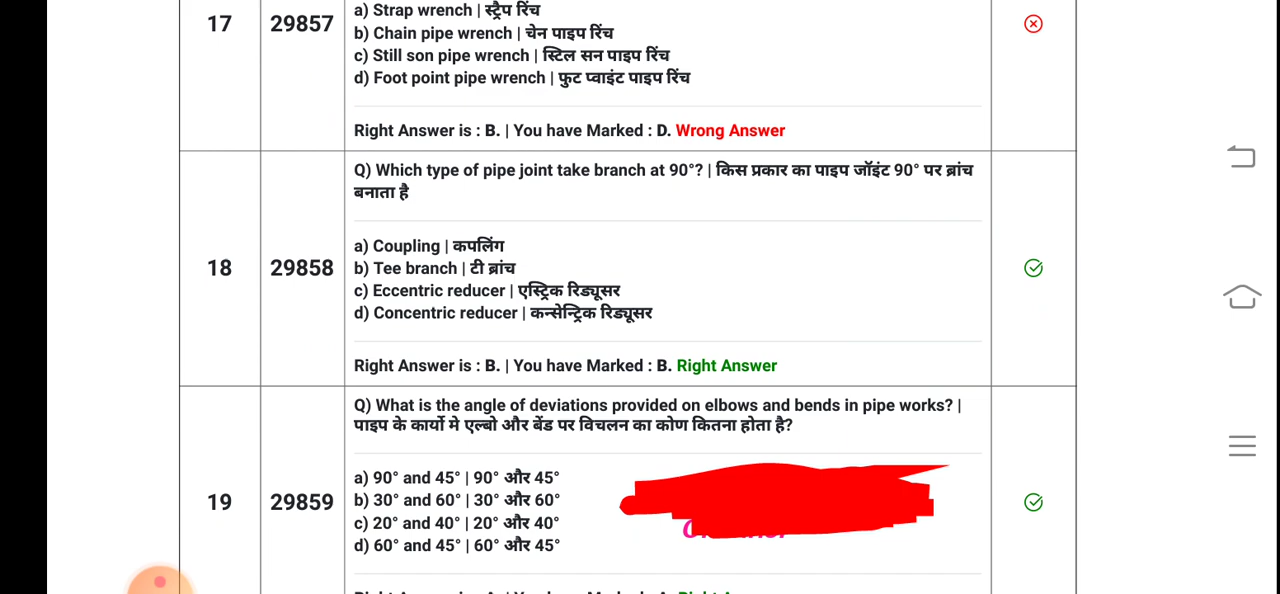 17
29857
a) Strap wrench | स्ट्रैप रिंच
b) Chain pipe wrench | चेन पाइप रिंच
c) Still son pipe wrench | स्टिल सन पाइप रिंच
d) Foot point pipe wrench | फुट प्वाइंट पाइप रिंच
Right Answer is : B. | You have Marked : D. Wrong Answer
18
29858
Q) Which type of pipe joint take branch at 90°? | किस प्रकार का पाइप जॉइंट 90° पर ब्रांच
बनाता है
a) Coupling | कपलिंग
b) Tee branch | टी ब्रांच
c) Eccentric reducer | एस्ट्रिक रिड्यूसर
d) Concentric reducer | कन्सेन्ट्रिक रिड्यूसर
Right Answer is : B. | You have Marked : B. Right Answer
19
29859
Q) What is the angle of deviations provided on elbows and bends in pipe works? |
पाइप के कार्यो मे एल्बो और बेंड पर विचलन का कोण कितना होता है?
a) 90° and 45° | 90° और 45°
b) 30° and 60° | 30° और 60°
c) 20° and 40° | 20° और 40°
d) 60° and 45° | 60° और 45°